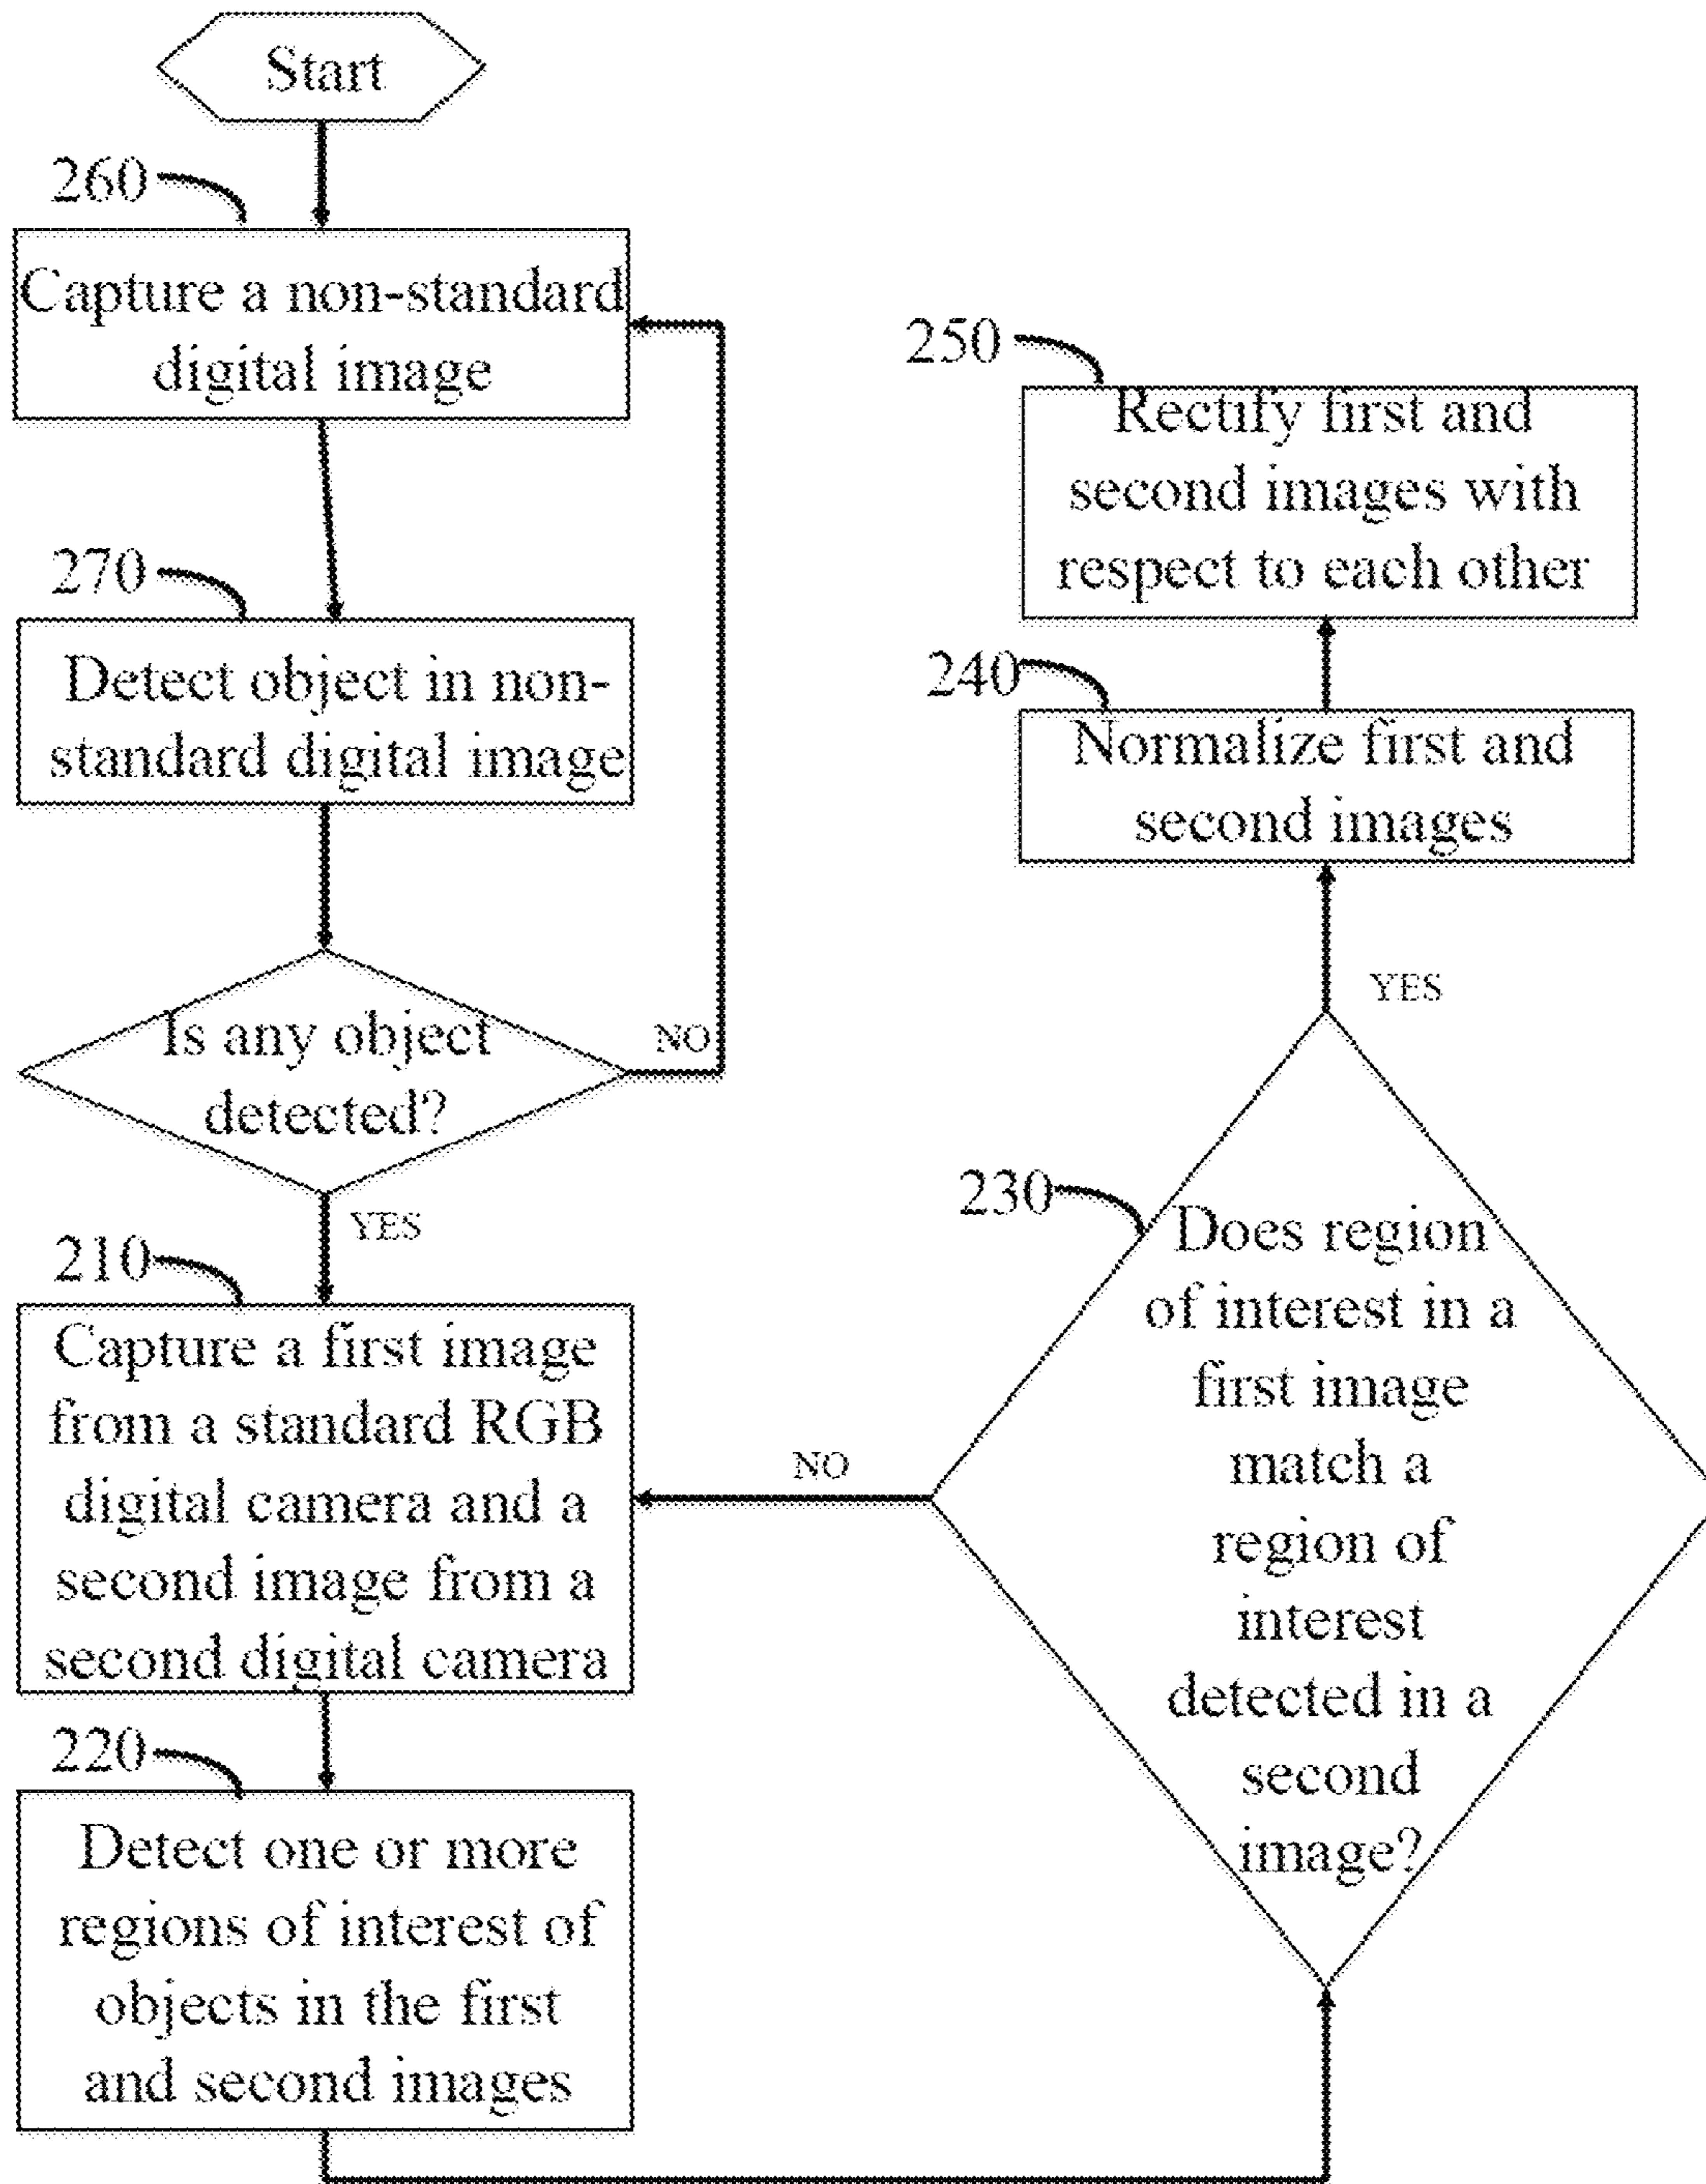 Start
260
Capture a non-standard
digital image
270
Detect object in non-
standard digital image
Is any object
detected?
NO
YES
210
Capture a first image
from a standard RGB
digital camera and a
second image from a
second digital camera
220
Detect one or more
regions of interest of
objects in the first
and second images
230
Does region
of interest in a
first image
match a
region of
interest
detected in a
second
image?
NO
YES
240
Normalize first and
second images
250
Rectify first and
second images with
respect to each other